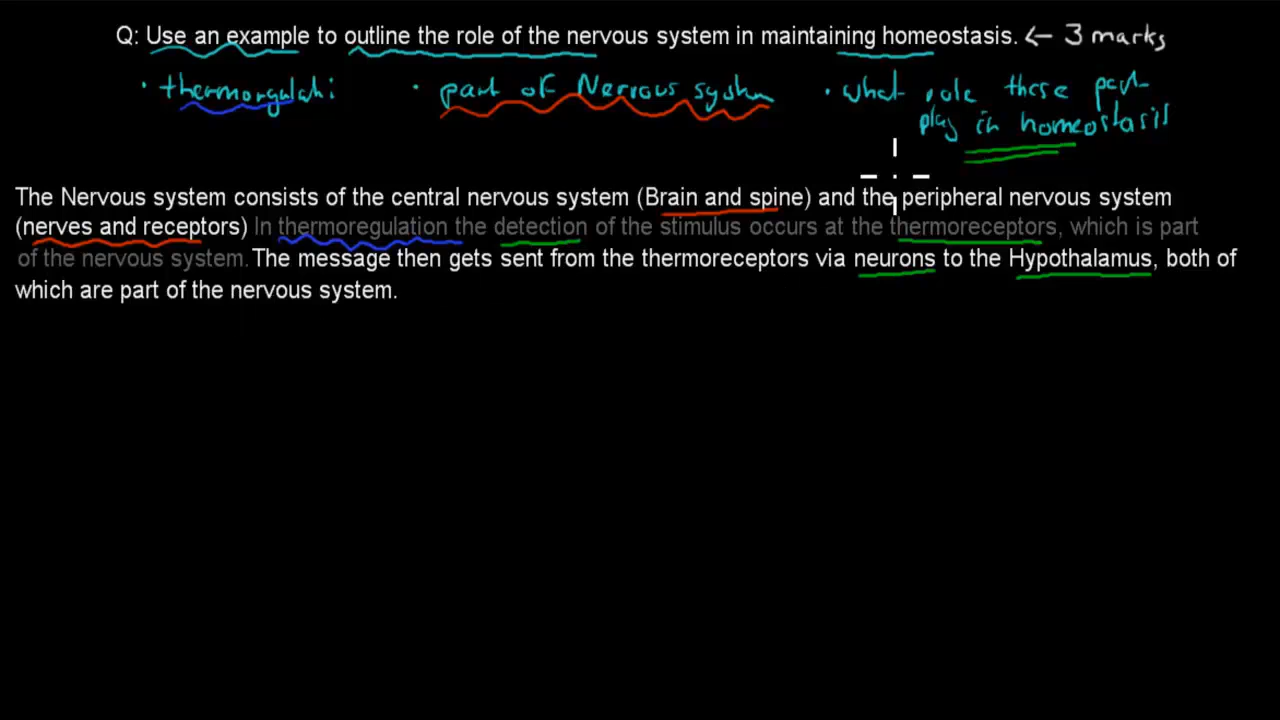 Q: Use an example to outline the role of the nervous system in maintaining homeostasis. ← 3 marks
· thermorgulati · part of Nervous system · what role these part
play in homeostasis
The Nervous system consists of the central nervous system (Brain and spine) and the peripheral nervous system
(nerves and receptors) In thermoregulation the detection of the stimulus occurs at the thermoreceptors, which is part
of the nervous system. The message then gets sent from the thermoreceptors via neurons to the Hypothalamus, both of
which are part of the nervous system.